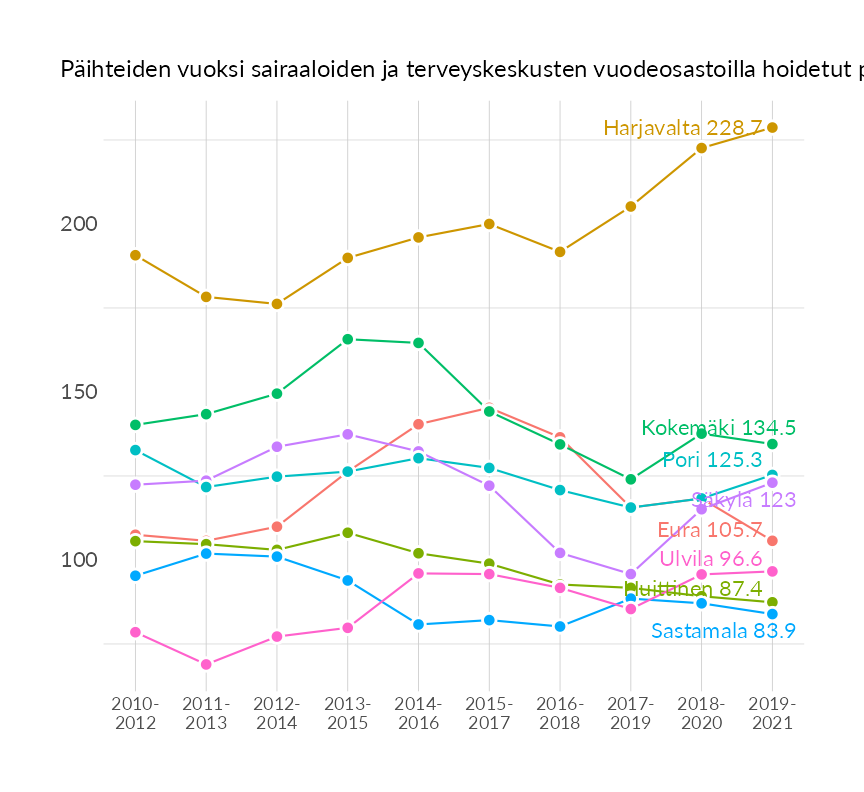 Päihteiden vuoksi sairaaloiden ja terveyskeskusten vuodeosastoilla hoidetut
Harjavalta 228.7
200
150
Kokemäki 134.5
Pori 125.3
Säkylä 123
Eura 105.7
100
Ulvila 96.6
Huittinen 87.4
Sastamala 83.9
2010- 2011- 2012- 2013- 2014- 2015- 2016- 2017- 2018- 2019-
2012 2013 2014 2015 2016 2017 2018 2019 2020 2021